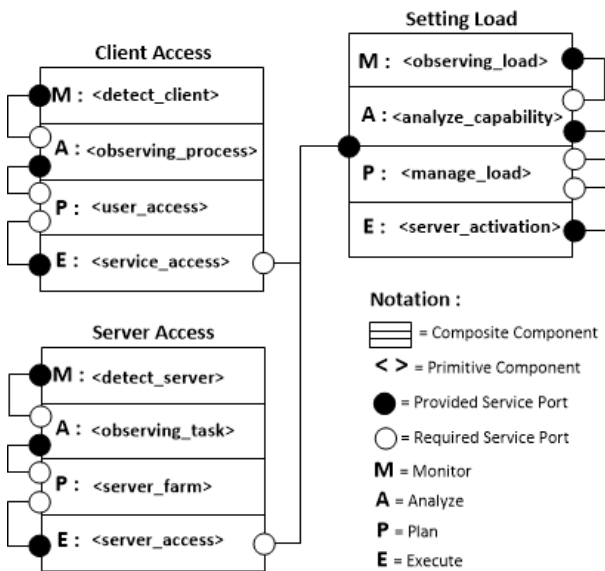 Client Access
M : <detect_client>
A : <observing_process>
P : <user_access>
E : <service_access>
Server Access
M : <detect_server>
A : <observing_task>
P : <server_farm>
E : <server_access>
Setting Load
M : <observing_load>
A : <analyze_capability>
P : <manage_load>
E : <server_activation>
Notation :
= Composite Component
< > = Primitive Component
= Provided Service Port
= Required Service Port
M = Monitor
A = Analyze
P = Plan
E = Execute